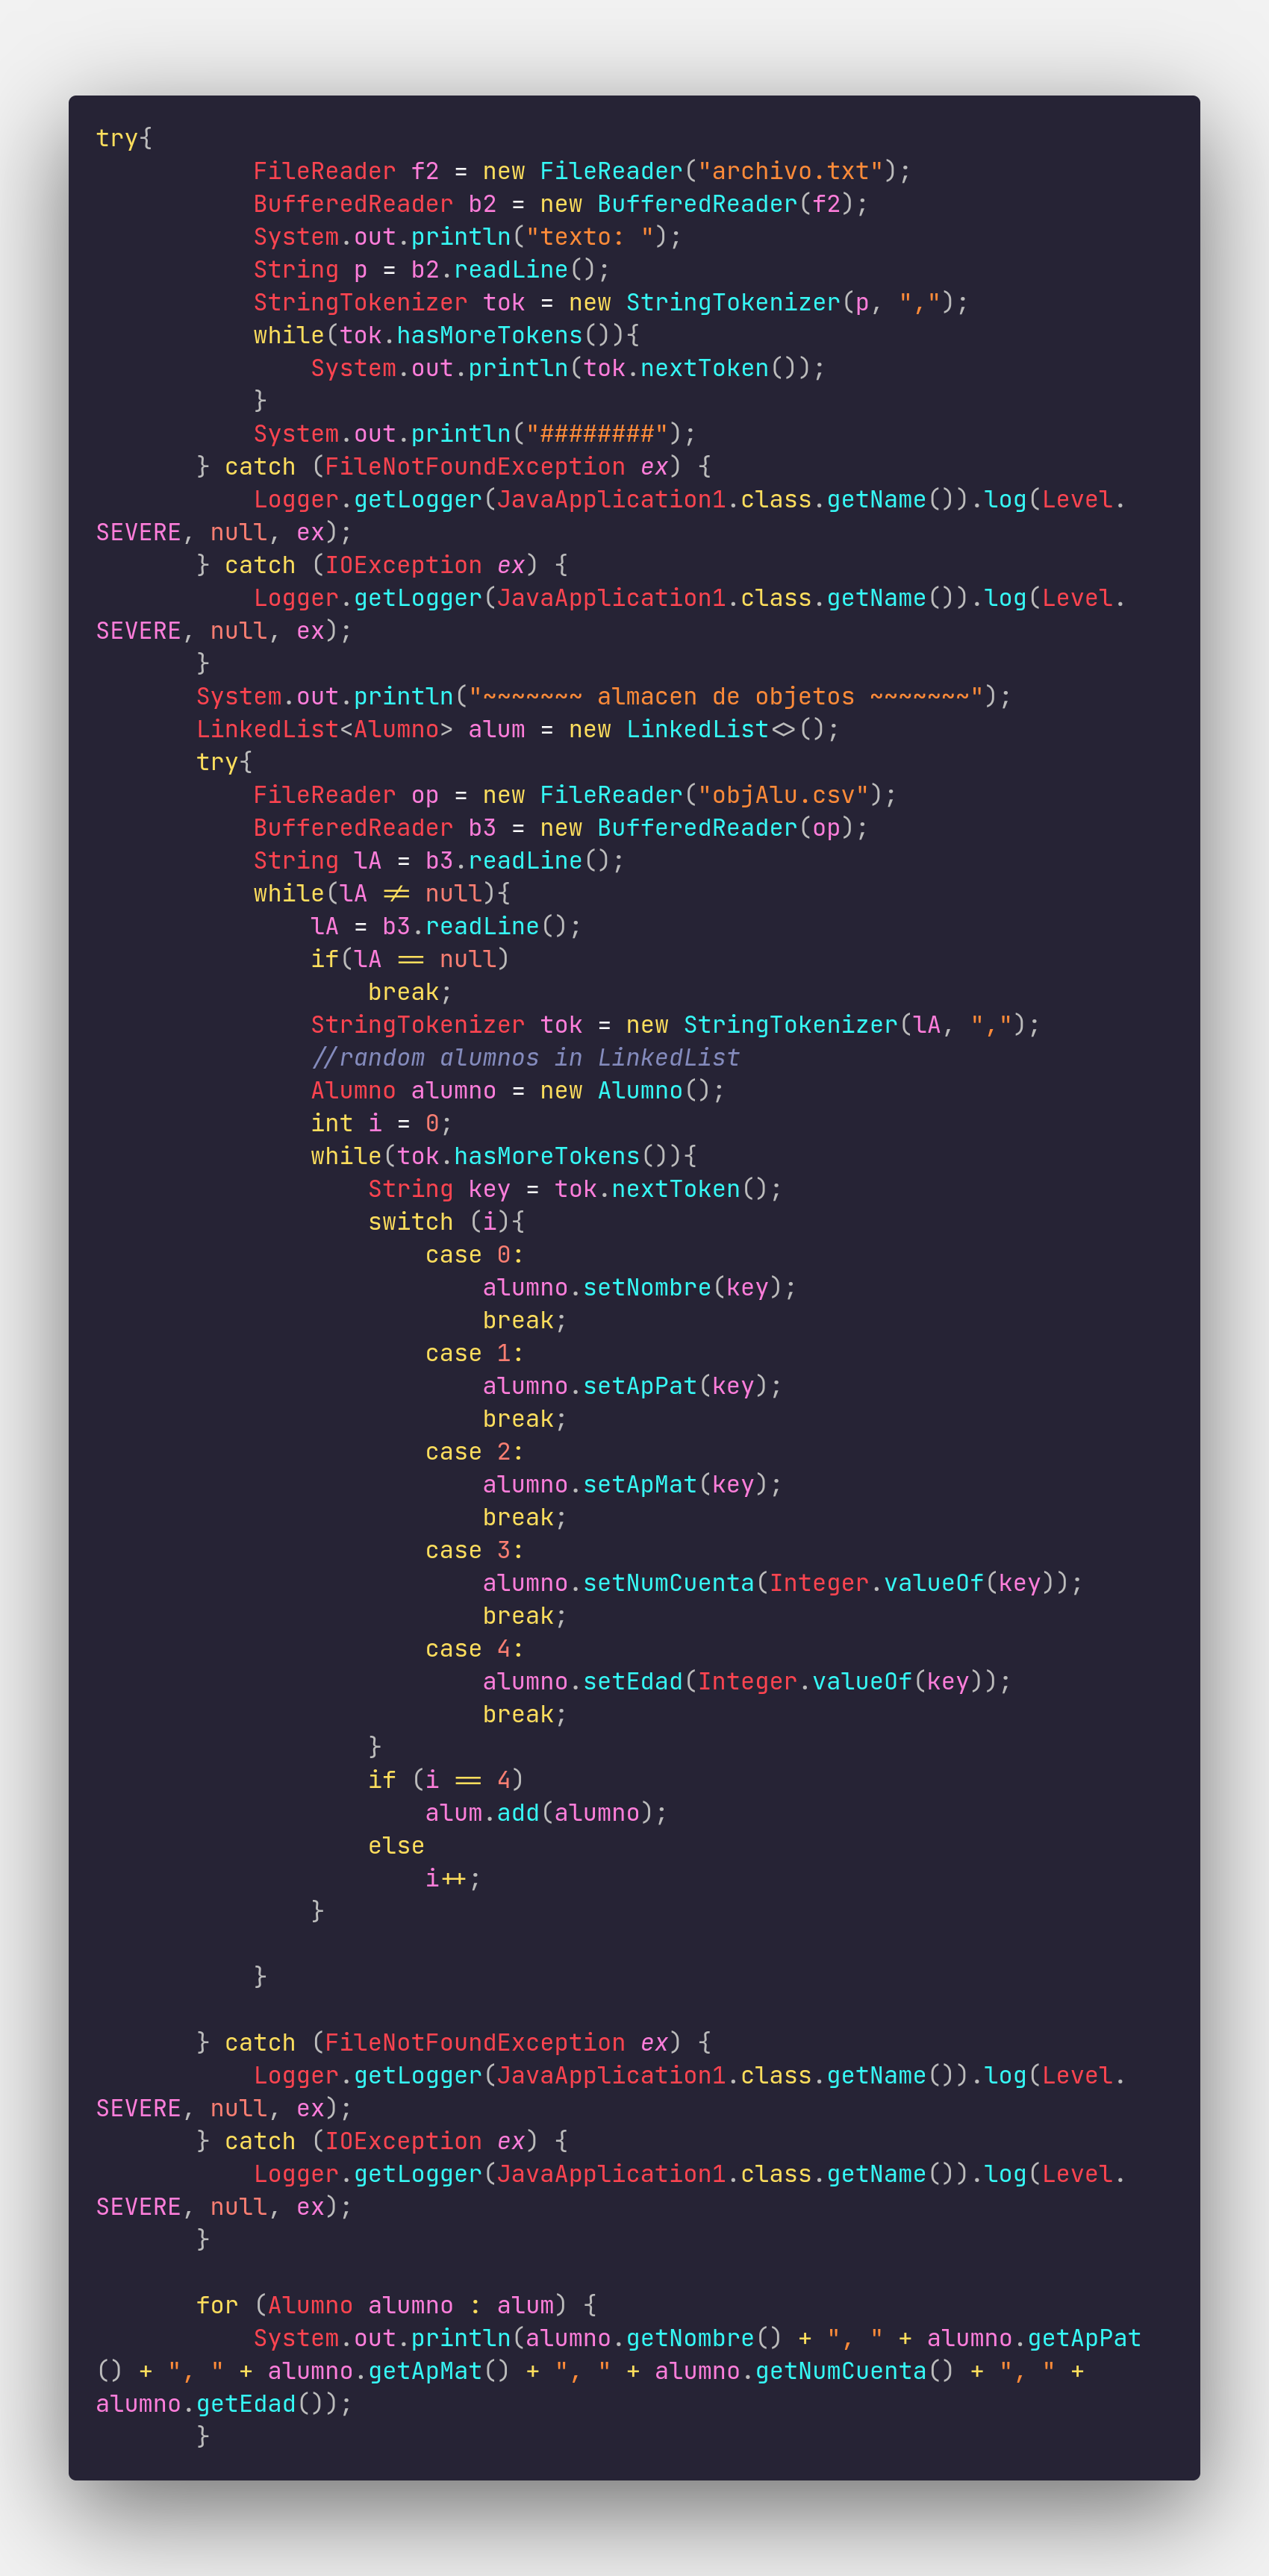 try{
           FileReader f2 = new FileReader("archivo.txt");
           BufferedReader b2 = new BufferedReader(f2);
           System.out.println("texto: ");
           String p = b2.readLine();
           StringTokenizer tok = new StringTokenizer(p, ",");
           while(tok.hasMoreTokens()){
               System.out.println(tok.nextToken());
           }
           System.out.println("########");
       } catch (FileNotFoundException ex) {
           Logger.getLogger(JavaApplication1.class.getName()).log(Level.
SEVERE, null, ex);
       } catch (IOException ex) {
           Logger.getLogger(JavaApplication1.class.getName()).log(Level.
SEVERE, null, ex);
       }
       System.out.println("~~~~~~~ almacen de objetos ~~~~~~~");
       LinkedList<Alumno> alum = new LinkedList<>();
       try{
           FileReader op = new FileReader("objAlu.csv");
           BufferedReader b3 = new BufferedReader(op);
           String lA = b3.readLine();
           while(lA != null){
               lA = b3.readLine();
               if(lA == null)
                   break;
               StringTokenizer tok = new StringTokenizer(lA, ",");
               //random alumnos in LinkedList
               Alumno alumno = new Alumno();
               int i = 0;
               while(tok.hasMoreTokens()){
                   String key = tok.nextToken();
                   switch (i){
                       case 0:
                           alumno.setNombre(key);
                           break;
                       case 1:
                           alumno.setApPat(key);
                           break;
                       case 2:
                           alumno.setApMat(key);
                           break;
                       case 3:
                           alumno.setNumCuenta(Integer.valueOf(key));
                           break;
                       case 4:
                           alumno.setEdad(Integer.valueOf(key));
                           break;
                   }
                   if (i == 4)
                       alum.add(alumno);
                   else
                       i++;
               }

           }

       } catch (FileNotFoundException ex) {
           Logger.getLogger(JavaApplication1.class.getName()).log(Level.
SEVERE, null, ex);
       } catch (IOException ex) {
           Logger.getLogger(JavaApplication1.class.getName()).log(Level.
SEVERE, null, ex);
       }

       for (Alumno alumno : alum) {
           System.out.println(alumno.getNombre() + ", " + alumno.getApPat
() + ", " + alumno.getApMat() + ", " + alumno.getNumCuenta() + ", " +
alumno.getEdad());
       }